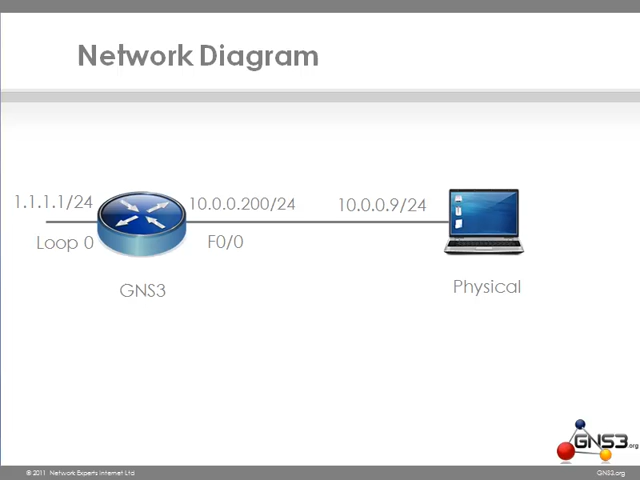 Network Diagram
1.1.1.1/24
10.0.0.200/24
10.0.0.9/24
Loop 0
F0/0
GNS3
Physical
GNS3.org
© 2011 Network Experts Internet Ltd
GNS3.org